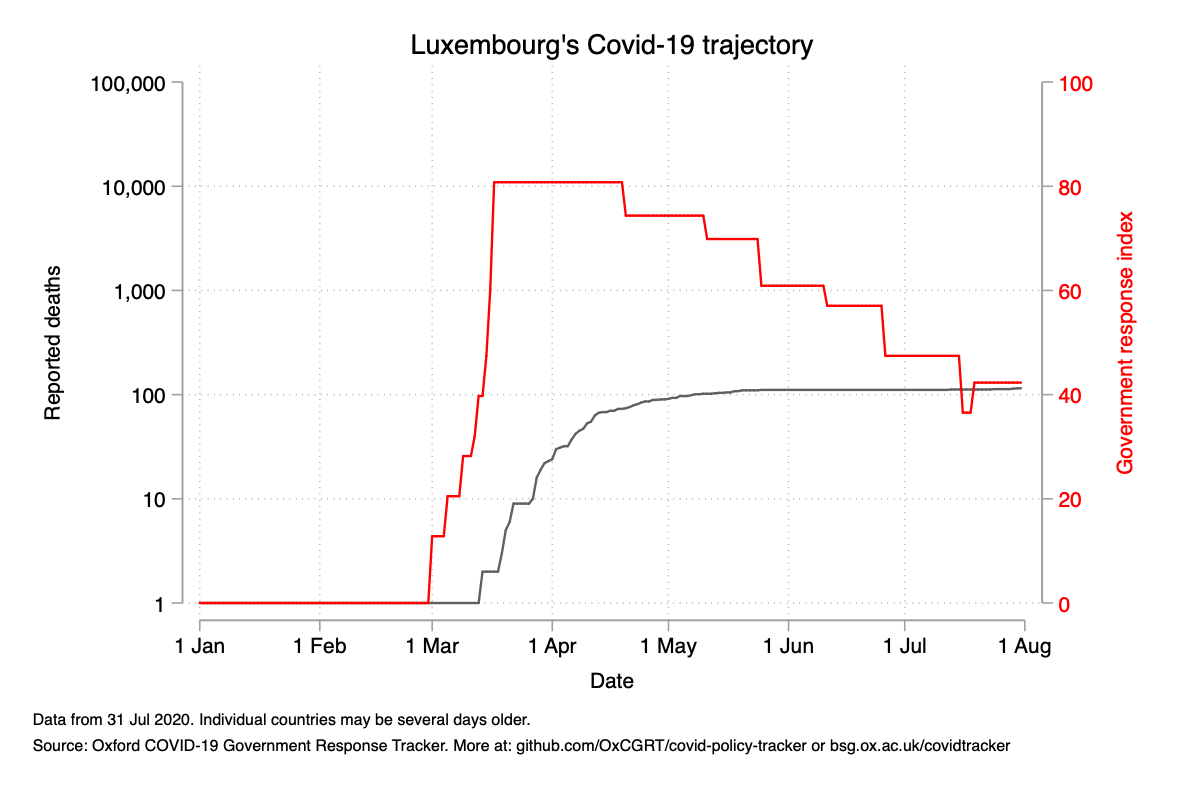 Luxembourg's Covid-19 trajectory
100,000
10,000
1,000
100
10
1
Reported deaths
100
80
60
40
20
0
Government response index
1 Jan
1 Feb
1 Mar
1 Apr
1 May
1 Jun
1 Jul
1 Aug
Date
Data from 31 Jul 2020. Individual countries may be several days older.
Source: Oxford COVID-19 Government Response Tracker. More at: github.com/OxCGRT/covid-policy-tracker or bsg.ox.ac.uk/covidtracker